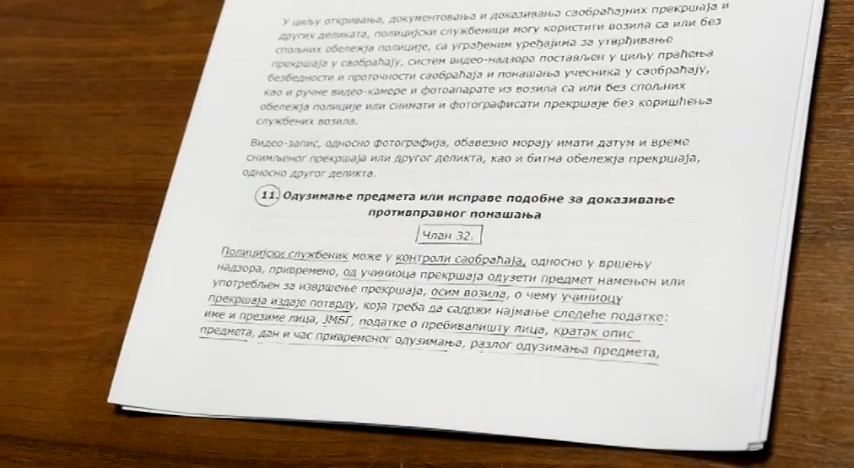 У циљу откривања, документовања и доказивања саобраћајних прекршаја и
других деликата, полицијски службеници могу користити возила са или без
спољних обележја полиције, са уграђеним уређајима за утврђивање
прекршаја у саобраћају, систем видео-надзора постављен у циљу праћења
безбедности и проточности саобраћаја и понашања учесника у саобраћају,
као и ручне видео-камере и фотоапарате из возила са или без спољних
обележја полиције или снимати и фотографисати прекршаје без коришћења
службених возила.
Видео-запис, односно фотографија, обавезно морају имати датум и време
снимљеног прекршаја или другог деликта, као и битна обележја прекршаја,
односно другог деликта.
11. Одузимање предмета или исправе подобне за доказивање
противправног понашања
Члан 32.
Полицијски службеник може у контроли саобраћаја, односно у вршењу
надзора, привремено, од учиниоца прекршаја одузети предмет намењен или
употребљен за извршење прекршаја, осим возила, о чему учиниоцу
прекршаја издаје потврду, која треба да садржи најмање следеће податке:
име и презиме лица, ЈМБГ, податке о пребивалишту лица, кратак опис
предмета, дан и час привременог одузимања, разлог одузимања предмета,